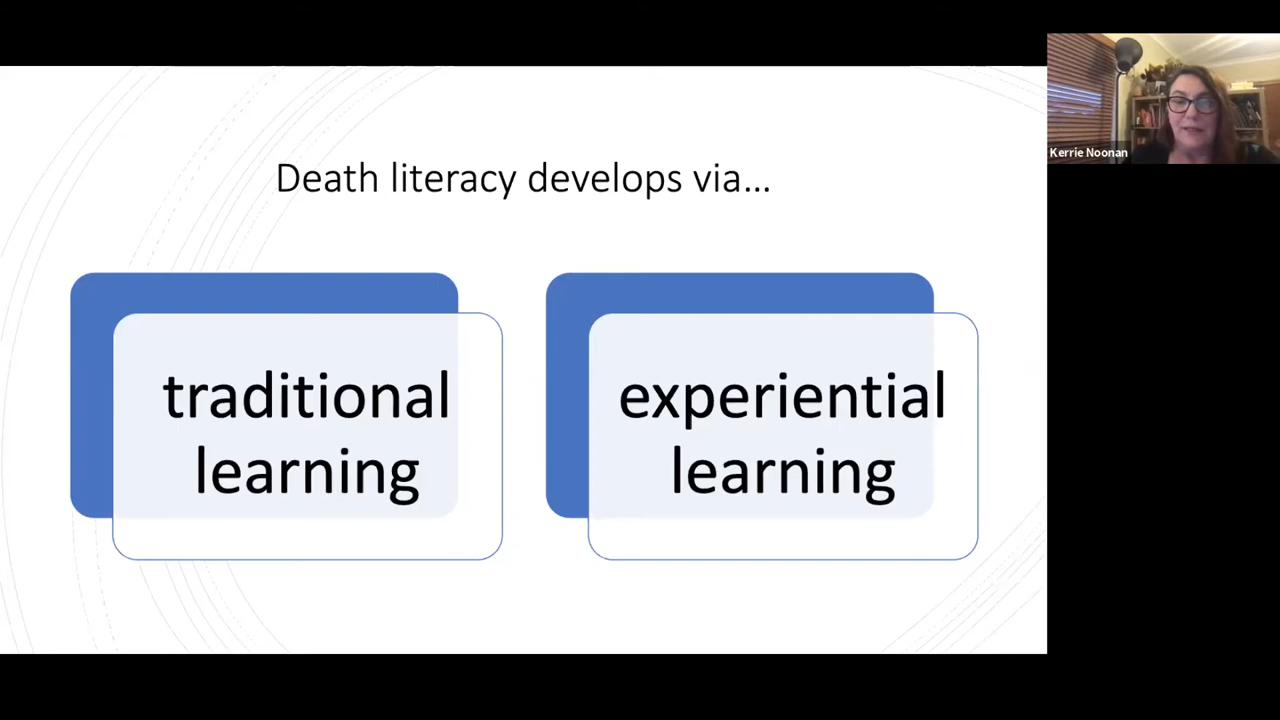 Death literacy develops via...
traditional
learning
experiential
learning
Kerrie Noonan